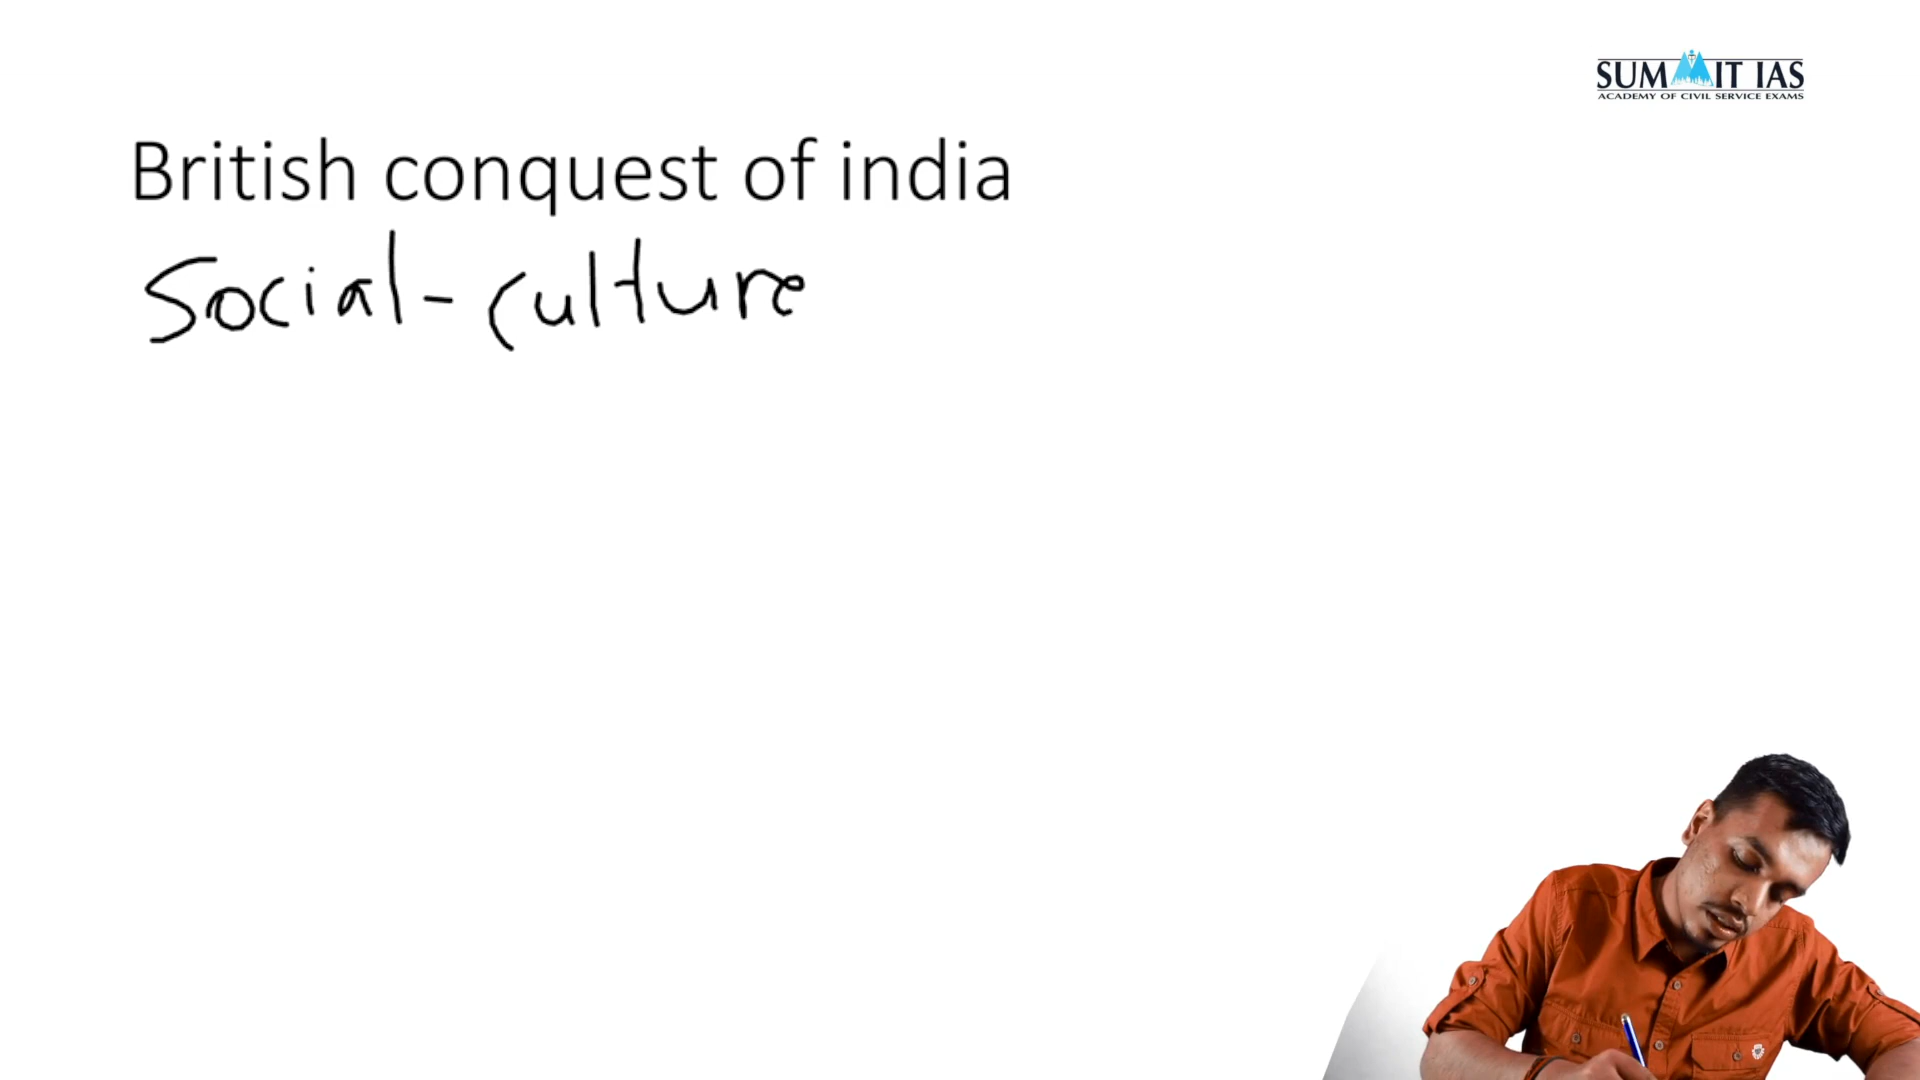 SUMMIT IAS
ACADEMY OF CIVIL SERVICE EXAMS
British conquest of india
Social-culture